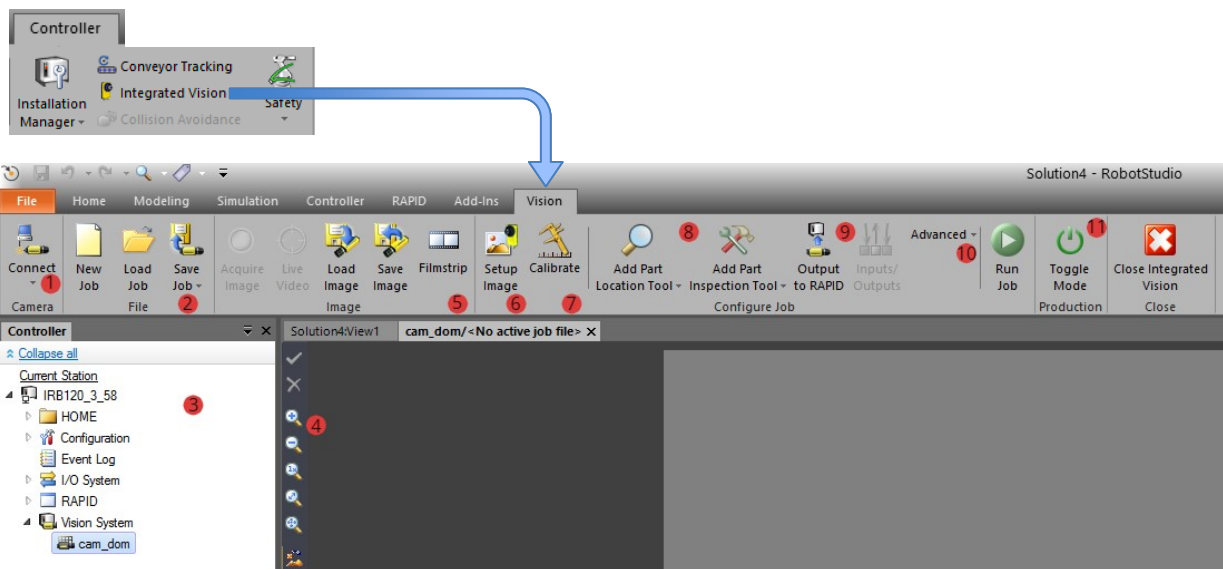 Controller
Installation
Manager
Conveyor Tracking
Integrated Vision
Collision Avoidance
Safety
Solution4 - RobotStudio
File Home Modeling Simulation Controller RAPID Add-Ins Vision
Connect
1
Camera
New
Job
Load
Job
Save
Job
File
2
Acquire
Image
Live
Video
Load
Image
Save
Image
Filmstrip
Image
5
Setup
Image
6
Calibrate
7
Add Part
Location Tool
8
Add Part
Inspection Tool
Output
to RAPID
9
Inputs/
Outputs
Advanced
10
Configure Job
Run
Job
Toggle
Mode
11
Production
Close Integrated
Vision
Close
Controller
Collapse all
Current Station
IRB120_3_58
3
HOME
Configuration
Event Log
I/O System
RAPID
Vision System
cam_dom
Solution4:View1
cam_dom/<No active job file>
4